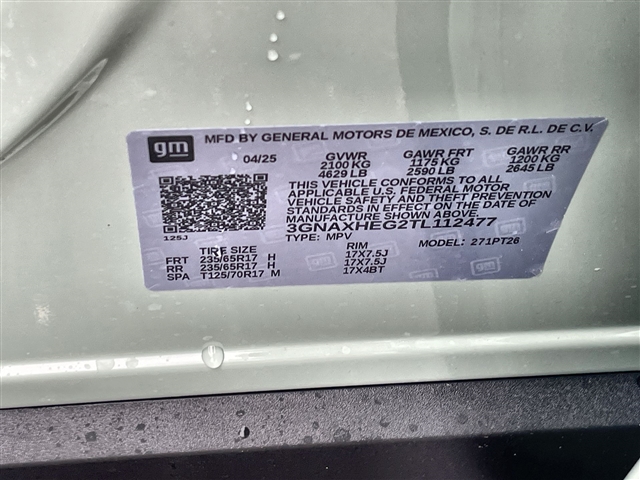 gm MFD BY GENERAL MOTORS DE MEXICO, S. DE R.L. DE C.V.
04/25 GVWR GAWR FRT GAWR RR
2100 KG 1175 KG 1200 KG
4629 LB 2590 LB 2645 LB
THIS VEHICLE CONFORMS TO ALL
APPLICABLE U.S. FEDERAL MOTOR
VEHICLE SAFETY AND THEFT PREVENTION
STANDARDS IN EFFECT ON THE DATE OF
MANUFACTURE SHOWN ABOVE.
3GNAXHEG2TL112477
125J TYPE: MPV MODEL: 271PT26
TIRE SIZE RIM
FRT 235/65R17 H 17X7.5J
RR 235/65R17 H 17X7.5J
SPA T125/70R17 M 17X4BT